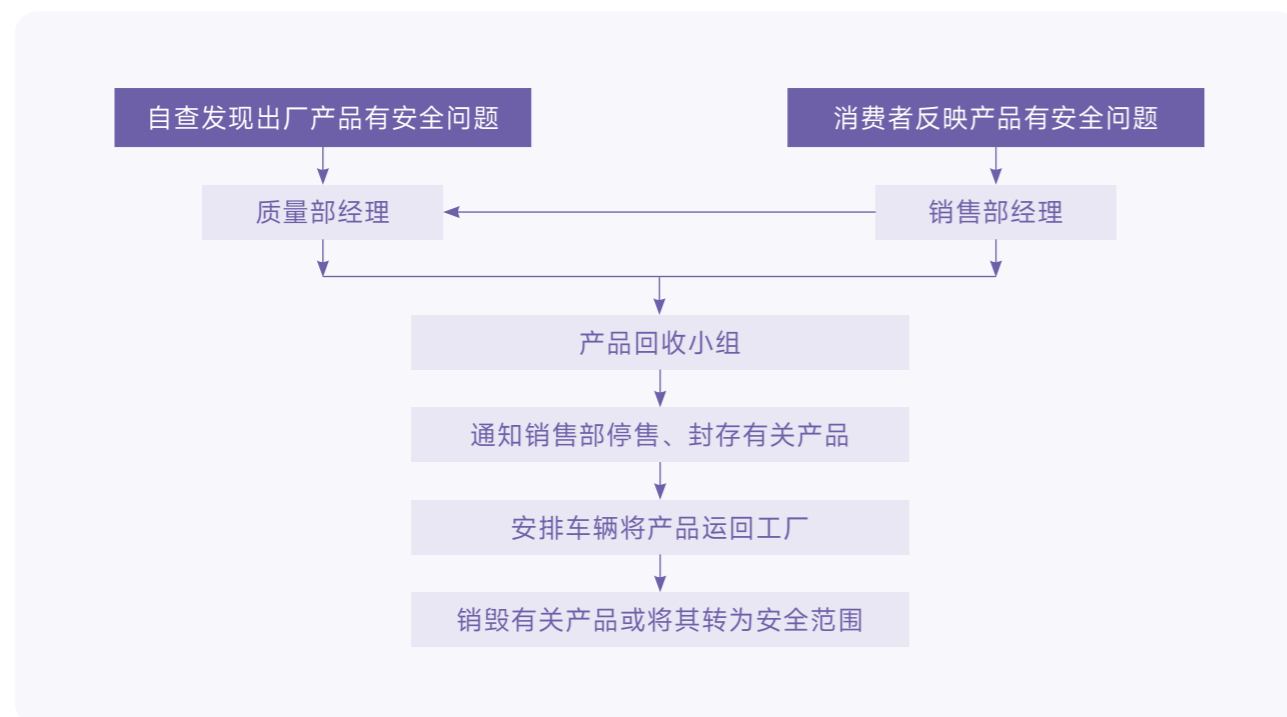 自查发现出厂产品有安全问题
消费者反映产品有安全问题
质量部经理
销售部经理
产品回收小组
通知销售部停售、封存有关产品
安排车辆将产品运回工厂
销毁有关产品或将其转为安全范围